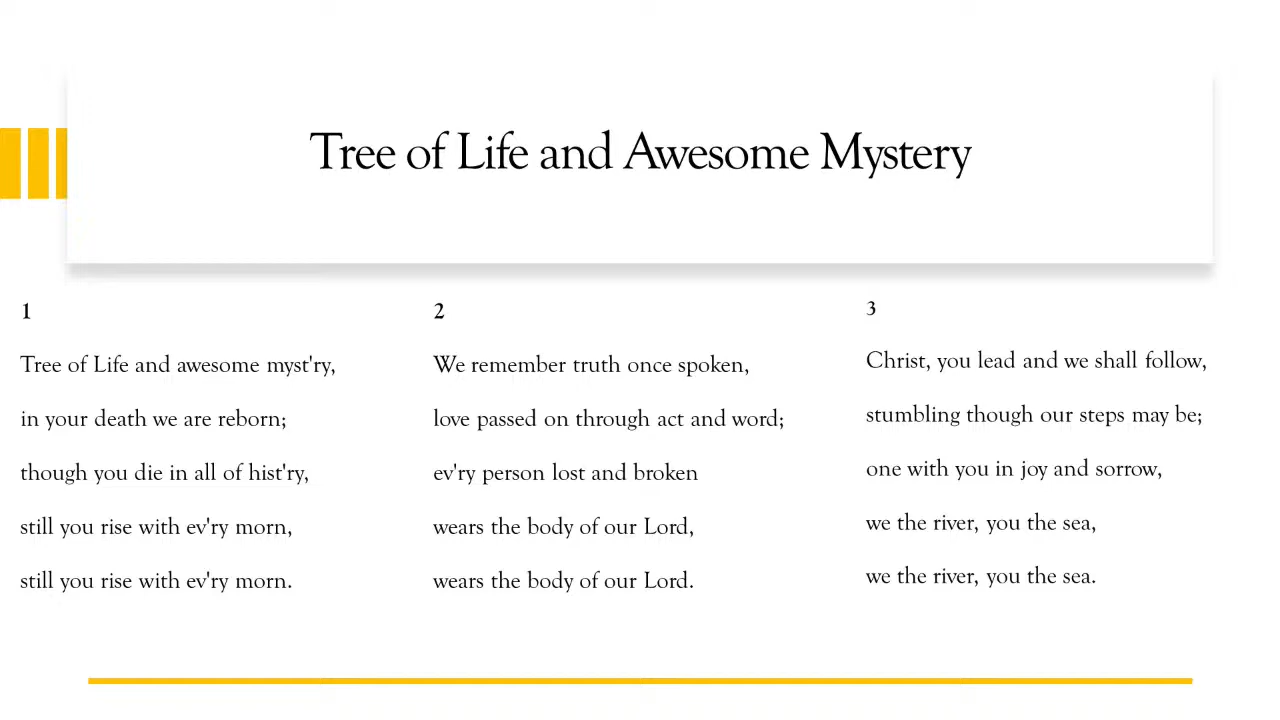 Tree of Life and Awesome Mystery
1
Tree of Life and awesome myst'ry,
in your death we are reborn;
though you die in all of hist'ry,
still you rise with ev'ry morn,
still you rise with ev'ry morn.
2
We remember truth once spoken,
love passed on through act and word;
ev'ry person lost and broken
wears the body of our Lord,
wears the body of our Lord.
3
Christ, you lead and we shall follow,
stumbling though our steps may be;
one with you in joy and sorrow,
we the river, you the sea,
we the river, you the sea.